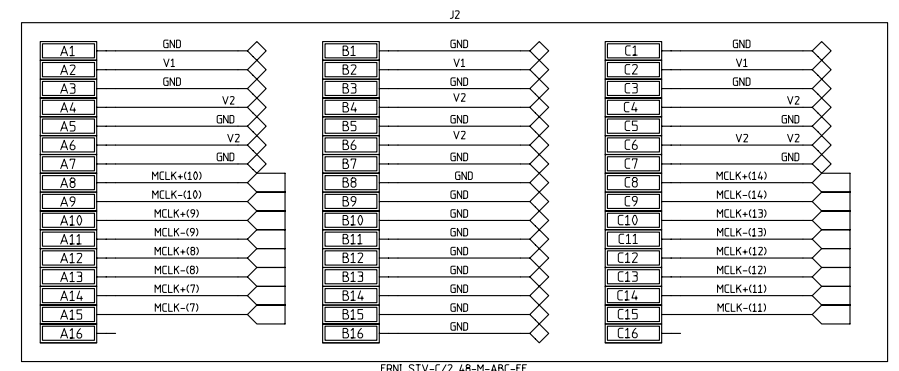 J2
A1 GND B1 GND C1 GND
A2 V1 B2 V1 C2 V1
A3 GND B3 GND C3 GND
A4 V2 B4 V2 C4 V2
A5 GND B5 GND C5 GND
A6 V2 B6 V2 C6 V2 V2
A7 GND B7 GND C7 GND
A8 MCLK+(10) B8 GND C8 MCLK+(14)
A9 MCLK-(10) B9 GND C9 MCLK-(14)
A10 MCLK+(9) B10 GND C10 MCLK+(13)
A11 MCLK-(9) B11 GND C11 MCLK-(13)
A12 MCLK+(8) B12 GND C12 MCLK+(12)
A13 MCLK-(8) B13 GND C13 MCLK-(12)
A14 MCLK+(7) B14 GND C14 MCLK+(11)
A15 MCLK-(7) B15 GND C15 MCLK-(11)
A16 B16 GND C16